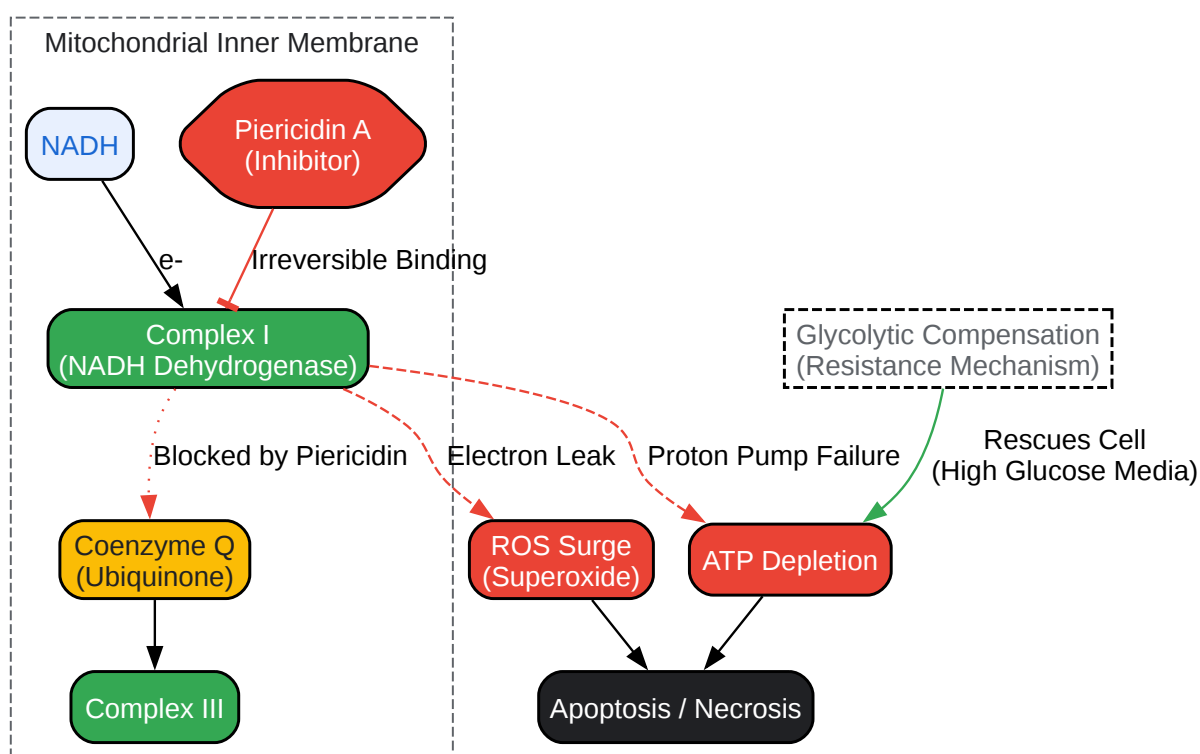 Mitochondrial Inner Membrane
NADH
Piericidin A
(Inhibitor)
e-
Irreversible Binding
Complex I
(NADH Dehydrogenase)
Glycolytic Compensation
(Resistance Mechanism)
Blocked by Piericidin
Electron Leak
Proton Pump Failure
Rescues Cell
(High Glucose Media)
Coenzyme Q
(Ubiquinone)
ROS Surge
(Superoxide)
ATP Depletion
Complex III
Apoptosis / Necrosis